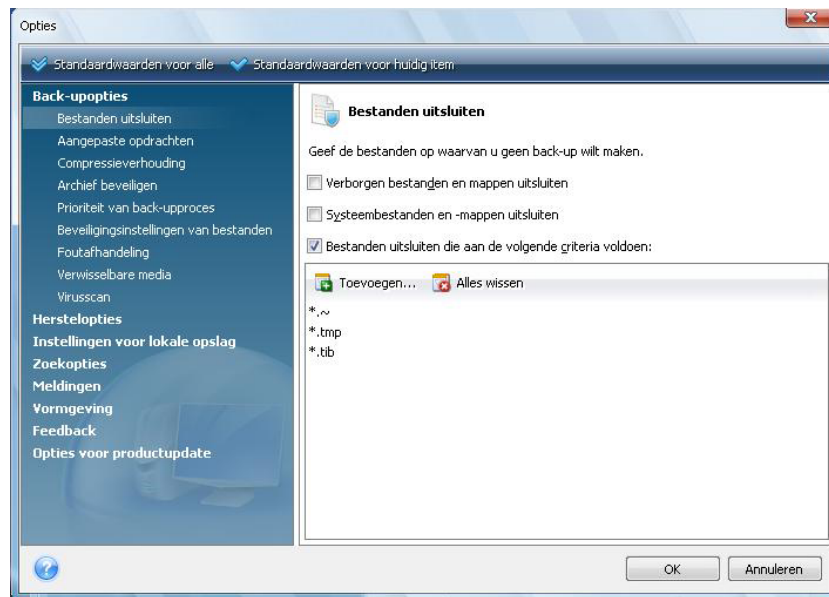 Opties
Standaardwaarden voor alle Standaardwaarden voor huidig item
Back-upopties
Bestanden uitsluiten
Aangepaste opdrachten
Compressieverhouding
Archief beveiligen
Prioriteit van back-upproces
Beveiligingsinstellingen van bestanden
Foutafhandeling
Verwisselbare media
Virusscan
Herstelopties
Instellingen voor lokale opslag
Zoekopties
Meldingen
Vormgeving
Feedback
Opties voor productupdate
Bestanden uitsluiten
Geef de bestanden op waarvan u geen back-up wilt maken.
Verborgen bestanden en mappen uitsluiten
Systeembestanden en -mappen uitsluiten
Bestanden uitsluiten die aan de volgende criteria voldoen:
Toevoegen... Alles wissen
*.~
*.tmp
*.tib
OK Annuleren